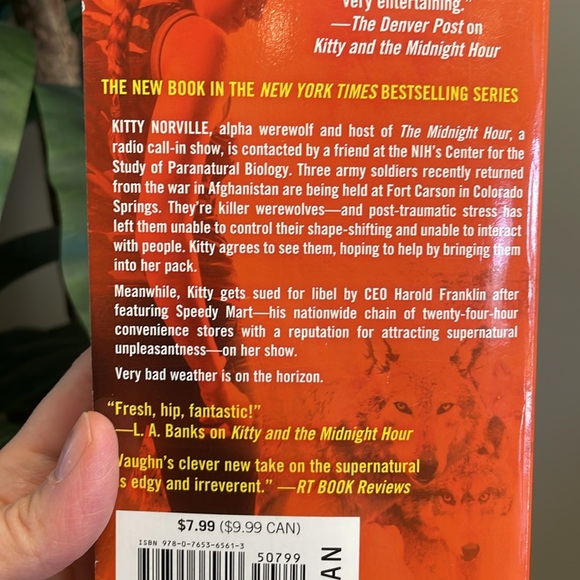 very entertaining."
—The Denver Post on
Kitty and the Midnight Hour
THE NEW BOOK IN THE NEW YORK TIMES BESTSELLING SERIES
KITTY NORVILLE, alpha werewolf and host of The Midnight Hour, a
radio call-in show, is contacted by a friend at the NIH's Center for the
Study of Paranatural Biology. Three army soldiers recently returned
from the war in Afghanistan are being held at Fort Carson in Colorado
Springs. They're killer werewolves—and post-traumatic stress has
left them unable to control their shape-shifting and unable to interact
with people. Kitty agrees to see them, hoping to help by bringing them
into her pack.
Meanwhile, Kitty gets sued for libel by CEO Harold Franklin after
featuring Speedy Mart—his nationwide chain of twenty-four-hour
convenience stores with a reputation for attracting supernatural
unpleasantness—on her show.
Very bad weather is on the horizon.
"Fresh, hip, fantastic!"
—L. A. Banks on Kitty and the Midnight Hour
Vaughn's clever new take on the supernatural
is edgy and irreverent." —RT BOOK Reviews
$7.99 ($9.99 CAN)
ISBN 978-0-7653-6561-3
50799
AN